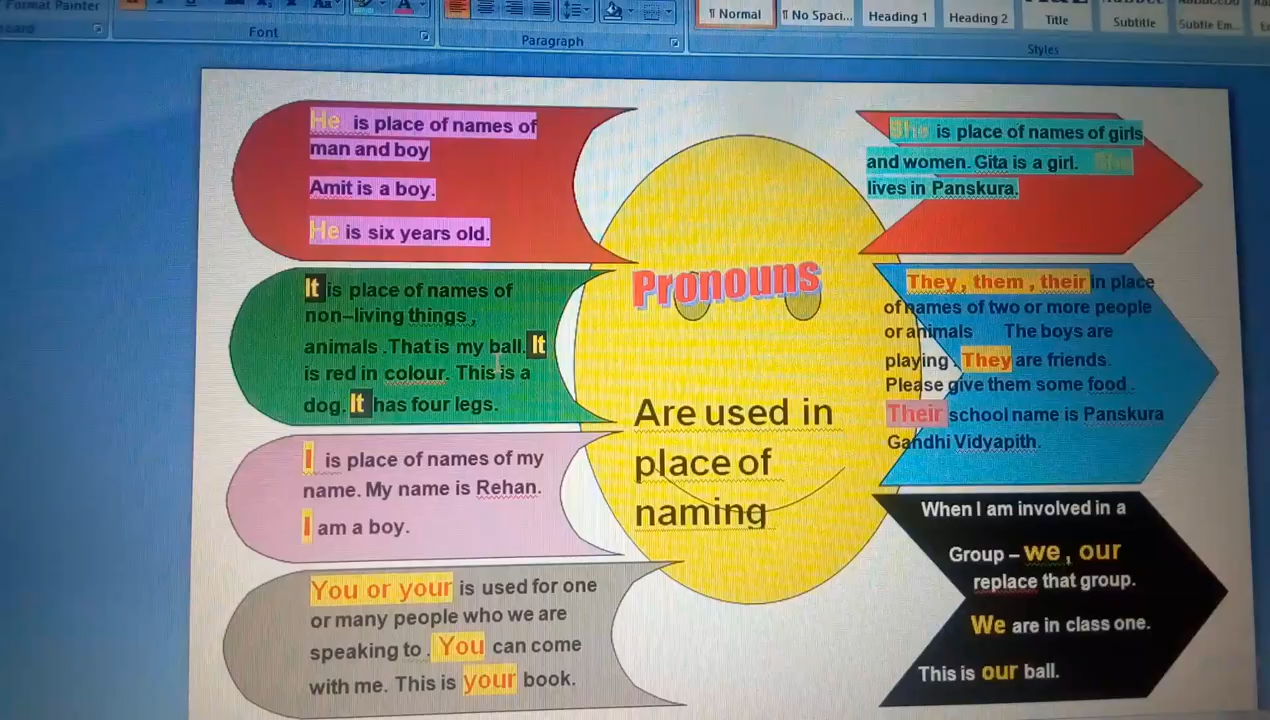 Format Painter
Font
Paragraph
¶ Normal
¶ No Spaci...
Heading 1
Heading 2
Title
Subtitle
Subtle Em...
Styles
He is place of names of
man and boy
Amit is a boy.
He is six years old.
It is place of names of
non-living things ,
animals .That is my ball. It
is red in colour. This is a
dog. It has four legs.
I is place of names of my
name. My name is Rehan.
I am a boy.
You or your is used for one
or many people who we are
speaking to . You can come
with me. This is your book.
Pronouns
Are used in
place of
naming
She is place of names of girls
and women. Gita is a girl. She
lives in Panskura.
They , them , their in place
of names of two or more people
or animals The boys are
playing . They are friends.
Please give them some food .
Their school name is Panskura
Gandhi Vidyapith.
When I am involved in a
Group – we , our
replace that group.
We are in class one.
This is our ball.